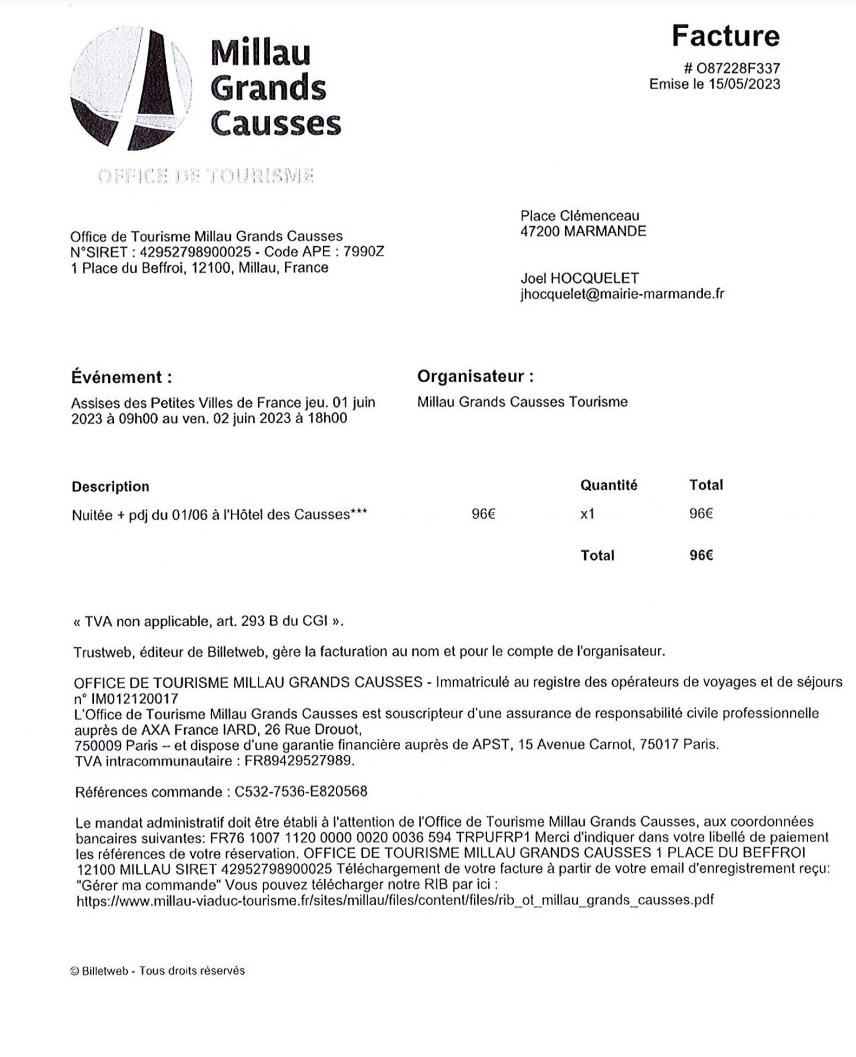 Millau
Grands
Causses
OFFICE DE TOURISME
Facture
# O87228F337
Emise le 15/05/2023
Office de Tourisme Millau Grands Causses
N°SIRET : 42952798900025 - Code APE : 7990Z
1 Place du Beffroi, 12100, Millau, France
Place Clémenceau
47200 MARMANDE
Joel HOCQUELET
jhocquelet@mairie-marmande.fr
Événement :
Assises des Petites Villes de France jeu. 01 juin
2023 à 09h00 au ven. 02 juin 2023 à 18h00
Organisateur :
Millau Grands Causses Tourisme
Description Quantité Total
Nuitée + pdj du 01/06 à l'Hôtel des Causses*** 96€ x1 96€
Total 96€
« TVA non applicable, art. 293 B du CGI ».
Trustweb, éditeur de Billetweb, gère la facturation au nom et pour le compte de l'organisateur.
OFFICE DE TOURISME MILLAU GRANDS CAUSSES - Immatriculé au registre des opérateurs de voyages et de séjours
n° IM012120017
L'Office de Tourisme Millau Grands Causses est souscripteur d'une assurance de responsabilité civile professionnelle
auprès de AXA France IARD, 26 Rue Drouot,
750009 Paris – et dispose d'une garantie financière auprès de APST, 15 Avenue Carnot, 75017 Paris.
TVA intracommunautaire : FR89429527989.
Références commande : C532-7536-E820568
Le mandat administratif doit être établi à l'attention de l'Office de Tourisme Millau Grands Causses, aux coordonnées
bancaires suivantes: FR76 1007 1120 0000 0020 0036 594 TRPUFRP1 Merci d'indiquer dans votre libellé de paiement
les références de votre réservation. OFFICE DE TOURISME MILLAU GRANDS CAUSSES 1 PLACE DU BEFFROI
12100 MILLAU SIRET 42952798900025 Téléchargement de votre facture à partir de votre email d'enregistrement reçu:
"Gérer ma commande" Vous pouvez télécharger notre RIB par ici :
https://www.millau-viaduc-tourisme.fr/sites/millau/files/content/files/rib_ot_millau_grands_causses.pdf
© Billetweb - Tous droits réservés